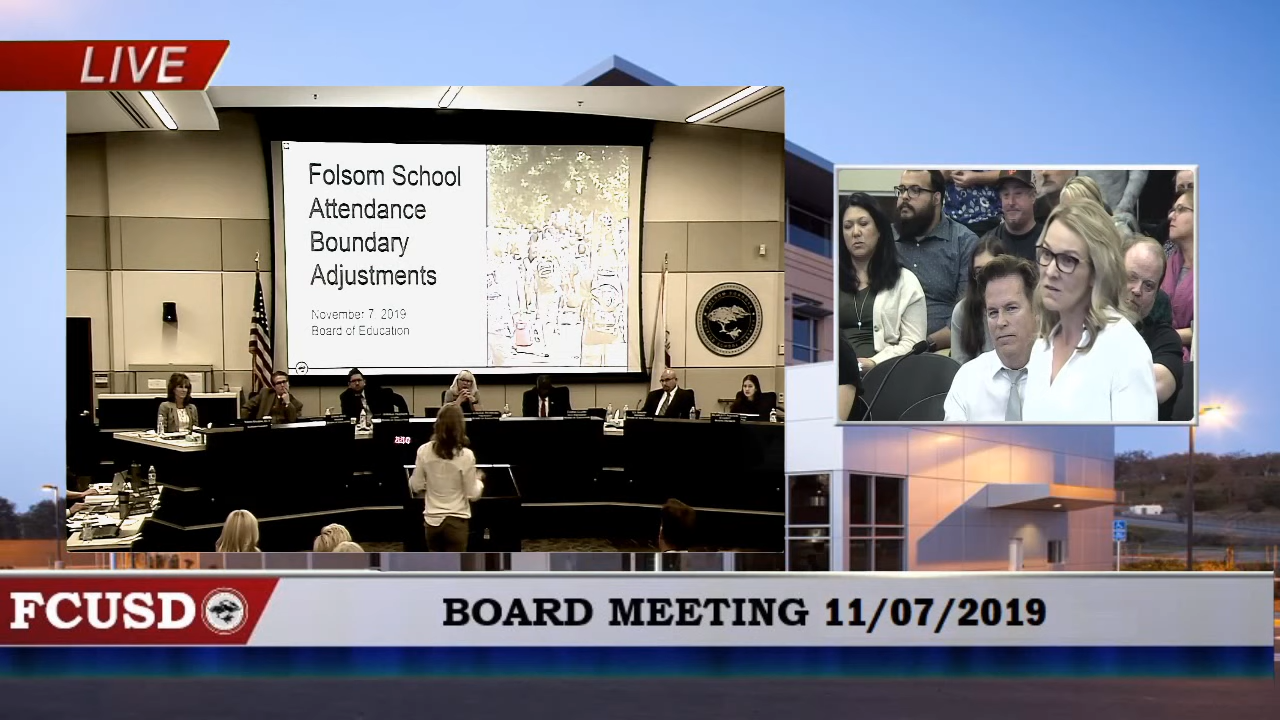 LIVE
Folsom School
Attendance
Boundary
Adjustments
November 7, 2019
Board of Education
FCUSD
BOARD MEETING 11/07/2019